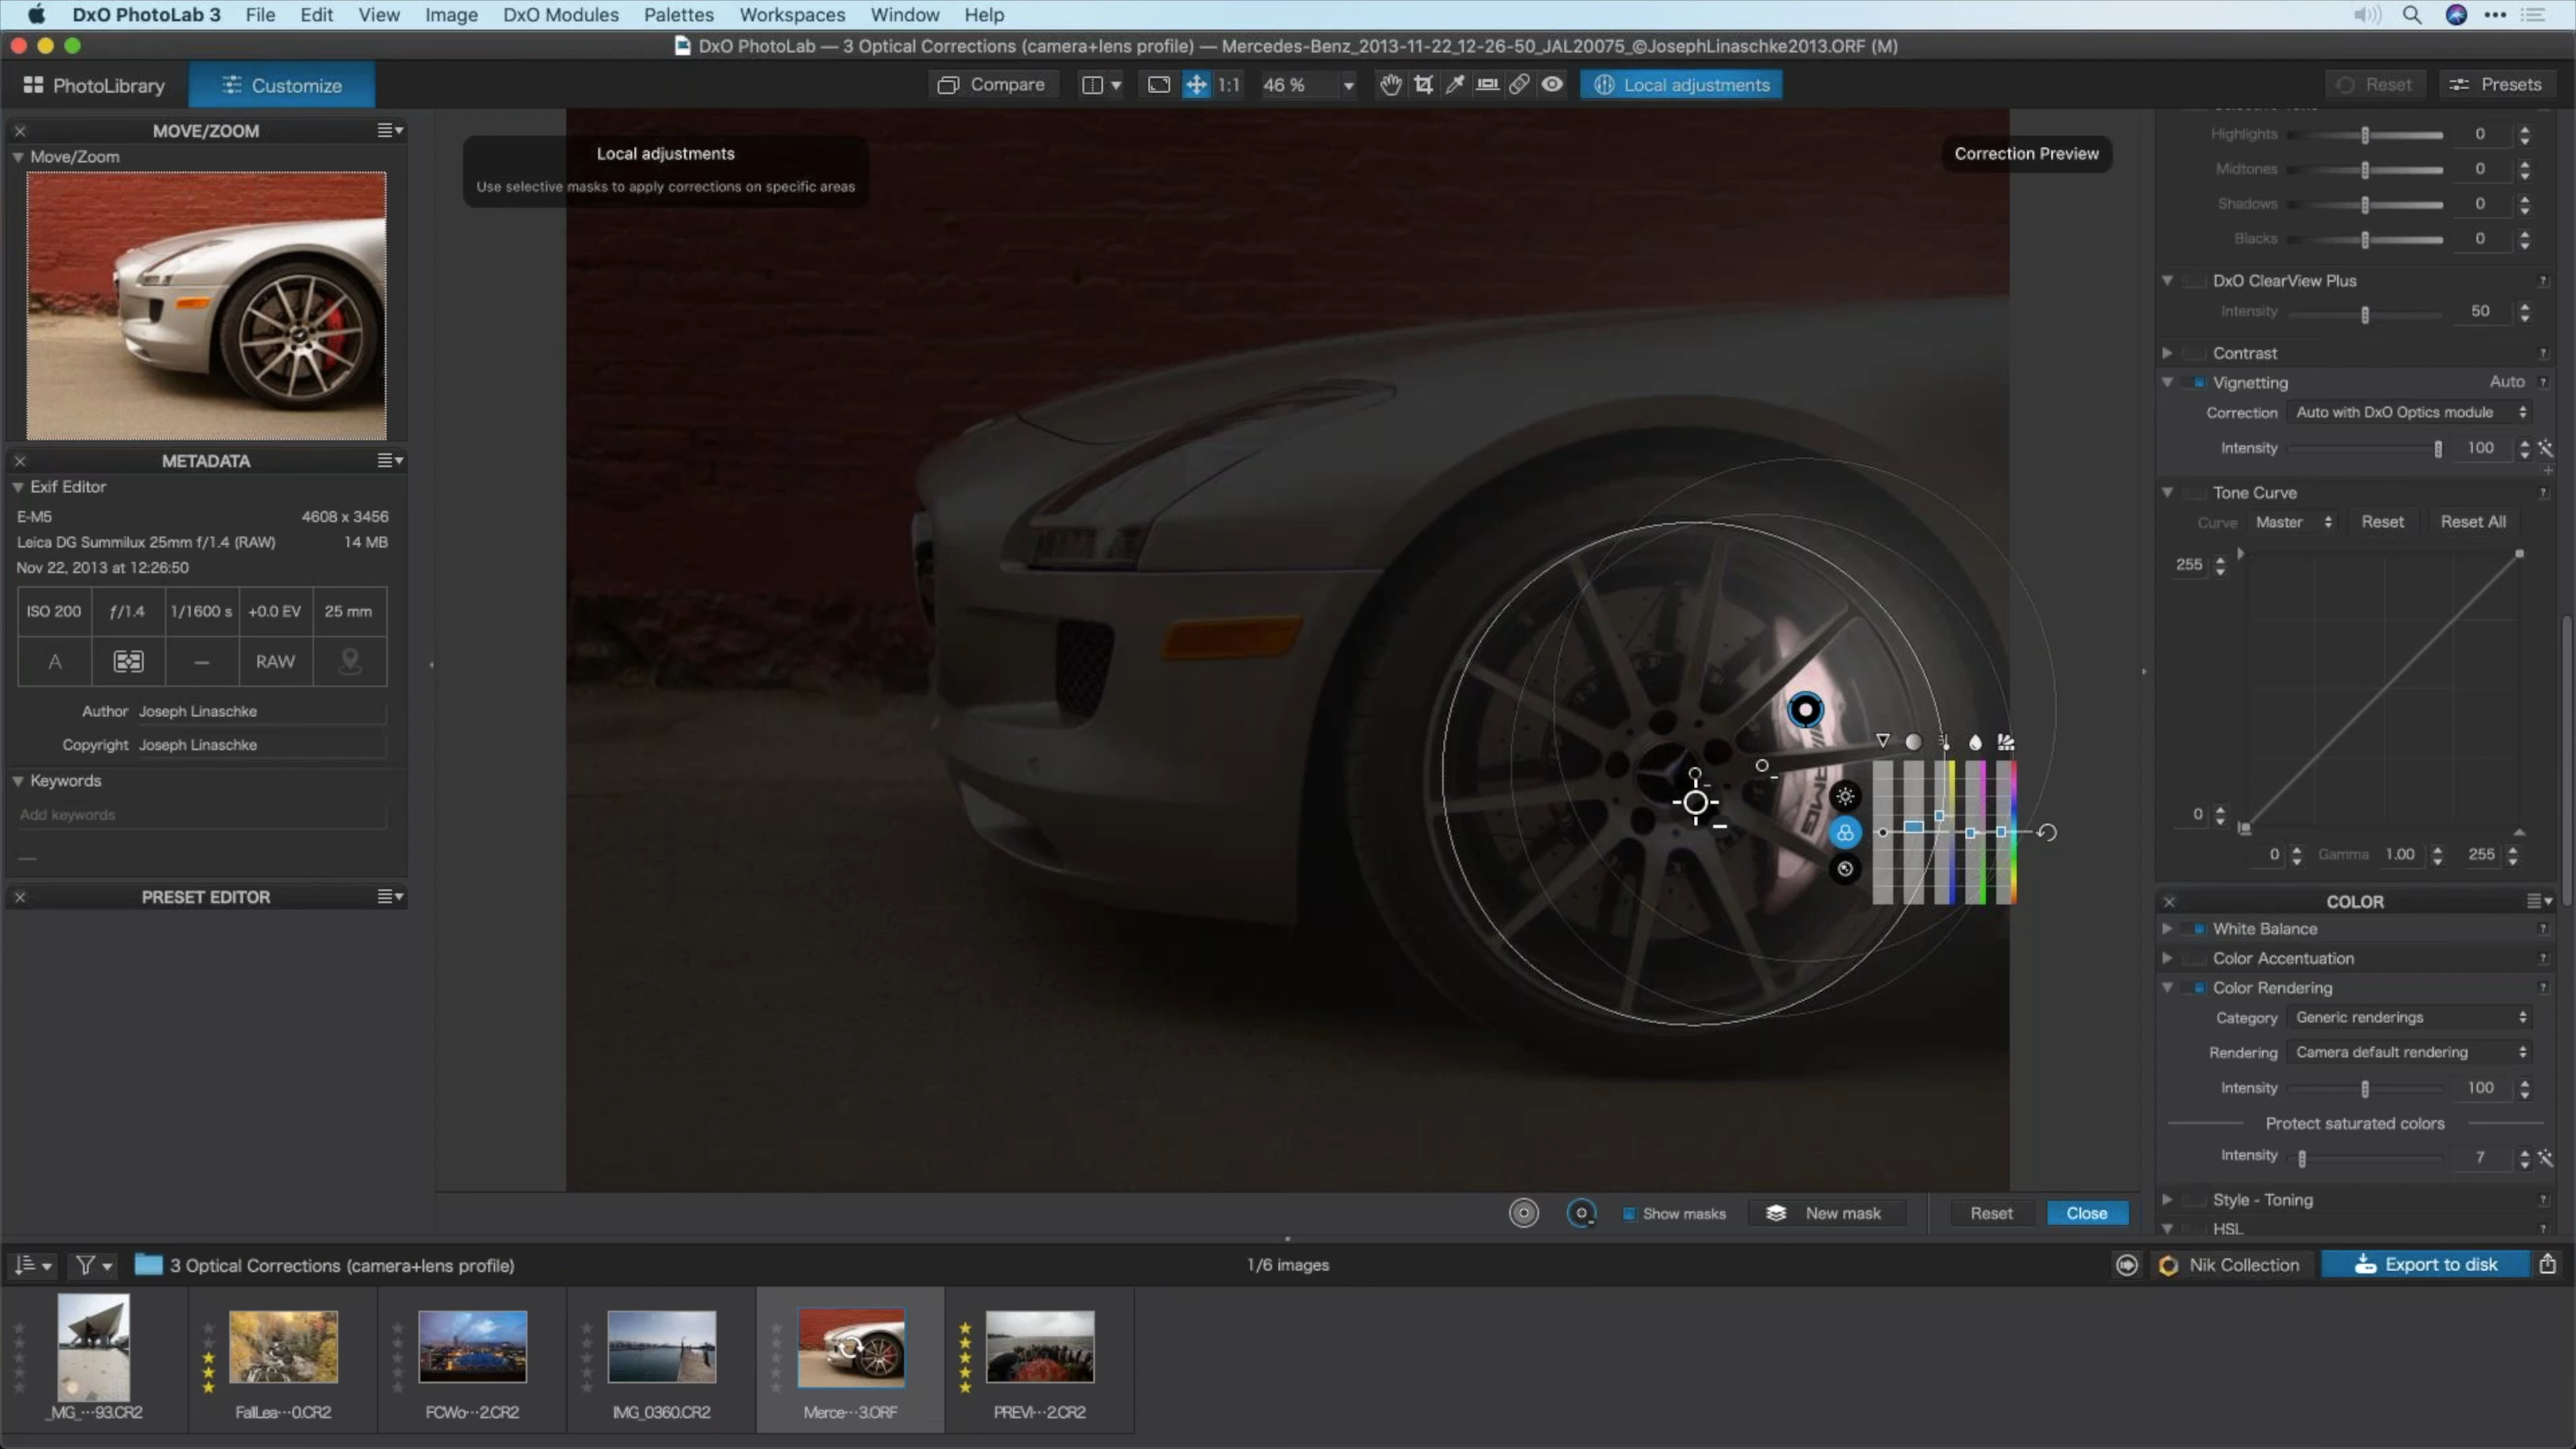 DxO PhotoLab 3 File Edit View Image DxO Modules Palettes Workspaces Window Help
DxO PhotoLab — 3 Optical Corrections (camera+lens profile) — Mercedes-Benz_2013-11-22_12-26-50_JAL20075_©JosephLinaschke2013.ORF (M)
PhotoLibrary Customize Compare 1:1 46 % Local adjustments Reset Presets
MOVE/ZOOM
Move/Zoom
METADATA
Exif Editor
E-M5 4608 x 3456
Leica DG Summilux 25mm f/1.4 (RAW) 14 MB
Nov 22, 2013 at 12:26:50
ISO 200 ƒ/1.4 1/1600 s +0.0 EV 25 mm
A — RAW
Author Joseph Linaschke
Copyright Joseph Linaschke
Keywords
Add keywords
—
PRESET EDITOR
Local adjustments
Use selective masks to apply corrections on specific areas
Correction Preview
AMG
Show masks New mask Reset Close
Highlights 0
Midtones 0
Shadows 0
Blacks 0
DxO ClearView Plus ?
Intensity 50
Contrast ?
Vignetting Auto ?
Correction Auto with DxO Optics module
Intensity 100
Tone Curve ?
Curve Master Reset Reset All
255
0
0 Gamma 1.00 255
COLOR
White Balance ?
Color Accentuation ?
Color Rendering ?
Category Generic renderings
Rendering Camera default rendering
Intensity 100
Protect saturated colors
Intensity 7
Style - Toning ?
HSL ?
3 Optical Corrections (camera+lens profile) 1/6 images Nik Collection Export to disk
_MG_···93.CR2 FallLea···0.CR2 FCWo···2.CR2 IMG_0360.CR2 Merce···3.ORF PREVI···2.CR2